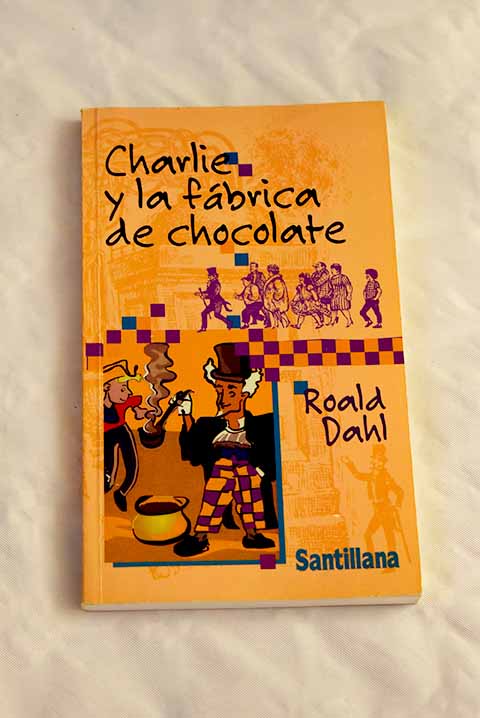 Charlie
y la fábrica
de chocolate
Roald
Dahl
Santillana